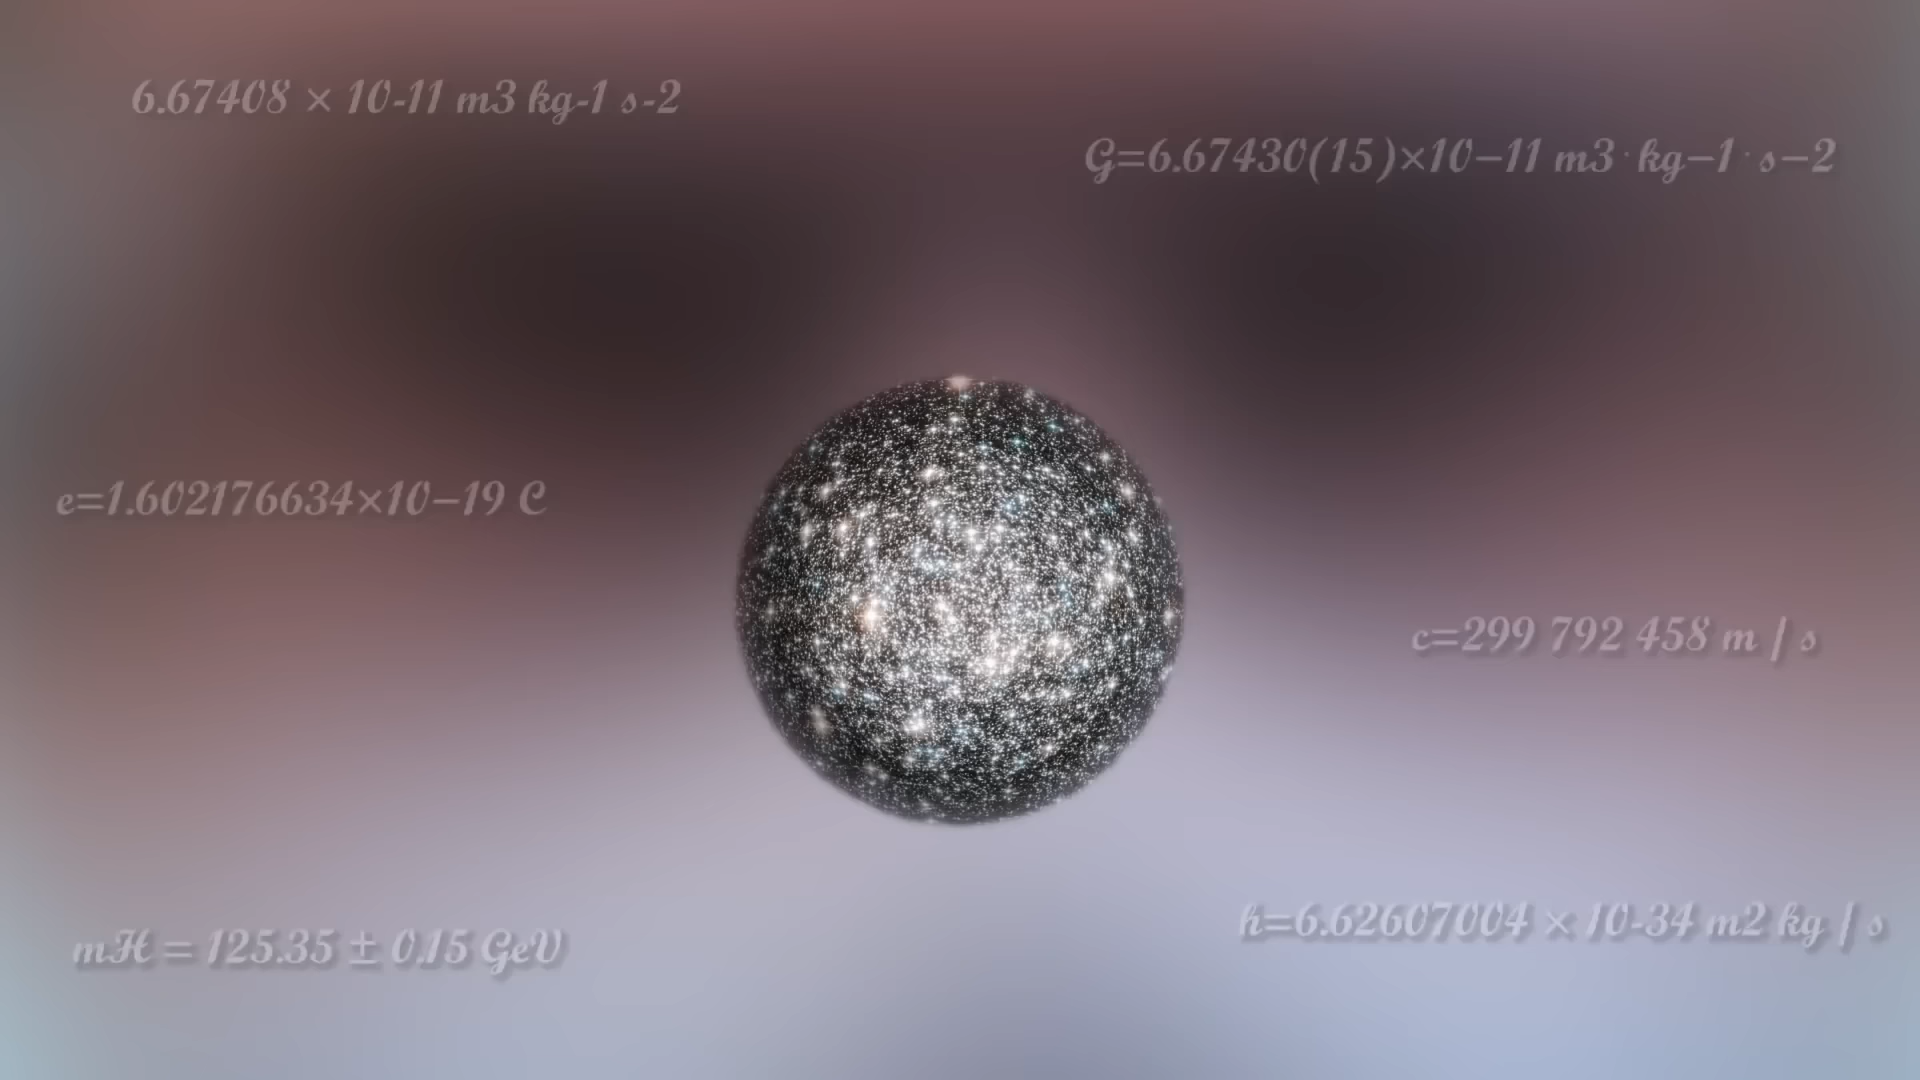 6.67408 × 10-11 m3 kg-1 s-2
G=6.67430(15)×10−11 m3⋅kg−1⋅s−2
e=1.602176634×10−19 C
c=299 792 458 m / s
h=6.62607004 × 10-34 m2 kg / s
mH = 125.35 ± 0.15 GeV